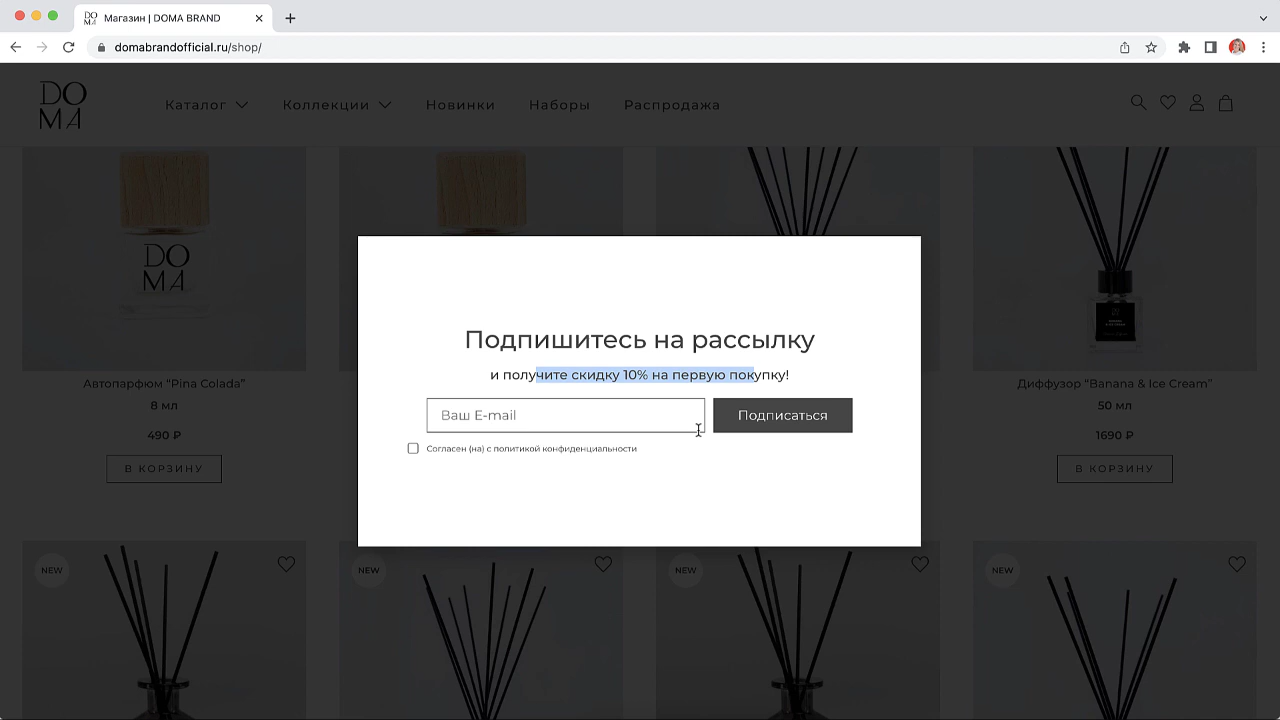 DO
MA
Магазин | DOMA BRAND
domabrandofficial.ru/shop/
DO
MA
Каталог
Коллекции
Новинки
Наборы
Распродажа
DO
MA
Подпишитесь на рассылку
и получите скидку 10% на первую покупку!
Ваш E-mail
Подписаться
Согласен (на) с политикой конфиденциальности
Автопарфюм “Pina Colada”
8 мл
490 ₽
В КОРЗИНУ
Диффузор “Banana & Ice Cream”
50 мл
1690 ₽
В КОРЗИНУ
NEW
NEW
NEW
NEW